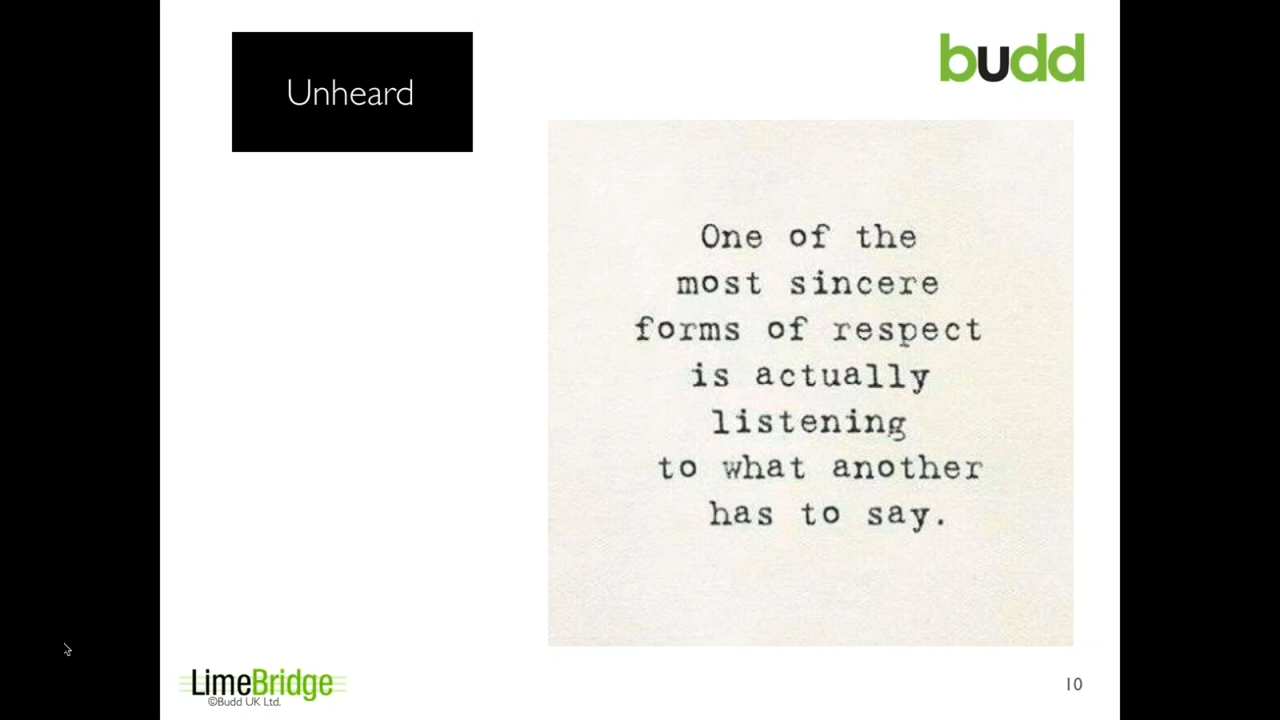 Unheard
budd
One of the
most sincere
forms of respect
is actually
listening
to what another
has to say.
LimeBridge
©Budd UK Ltd.
10